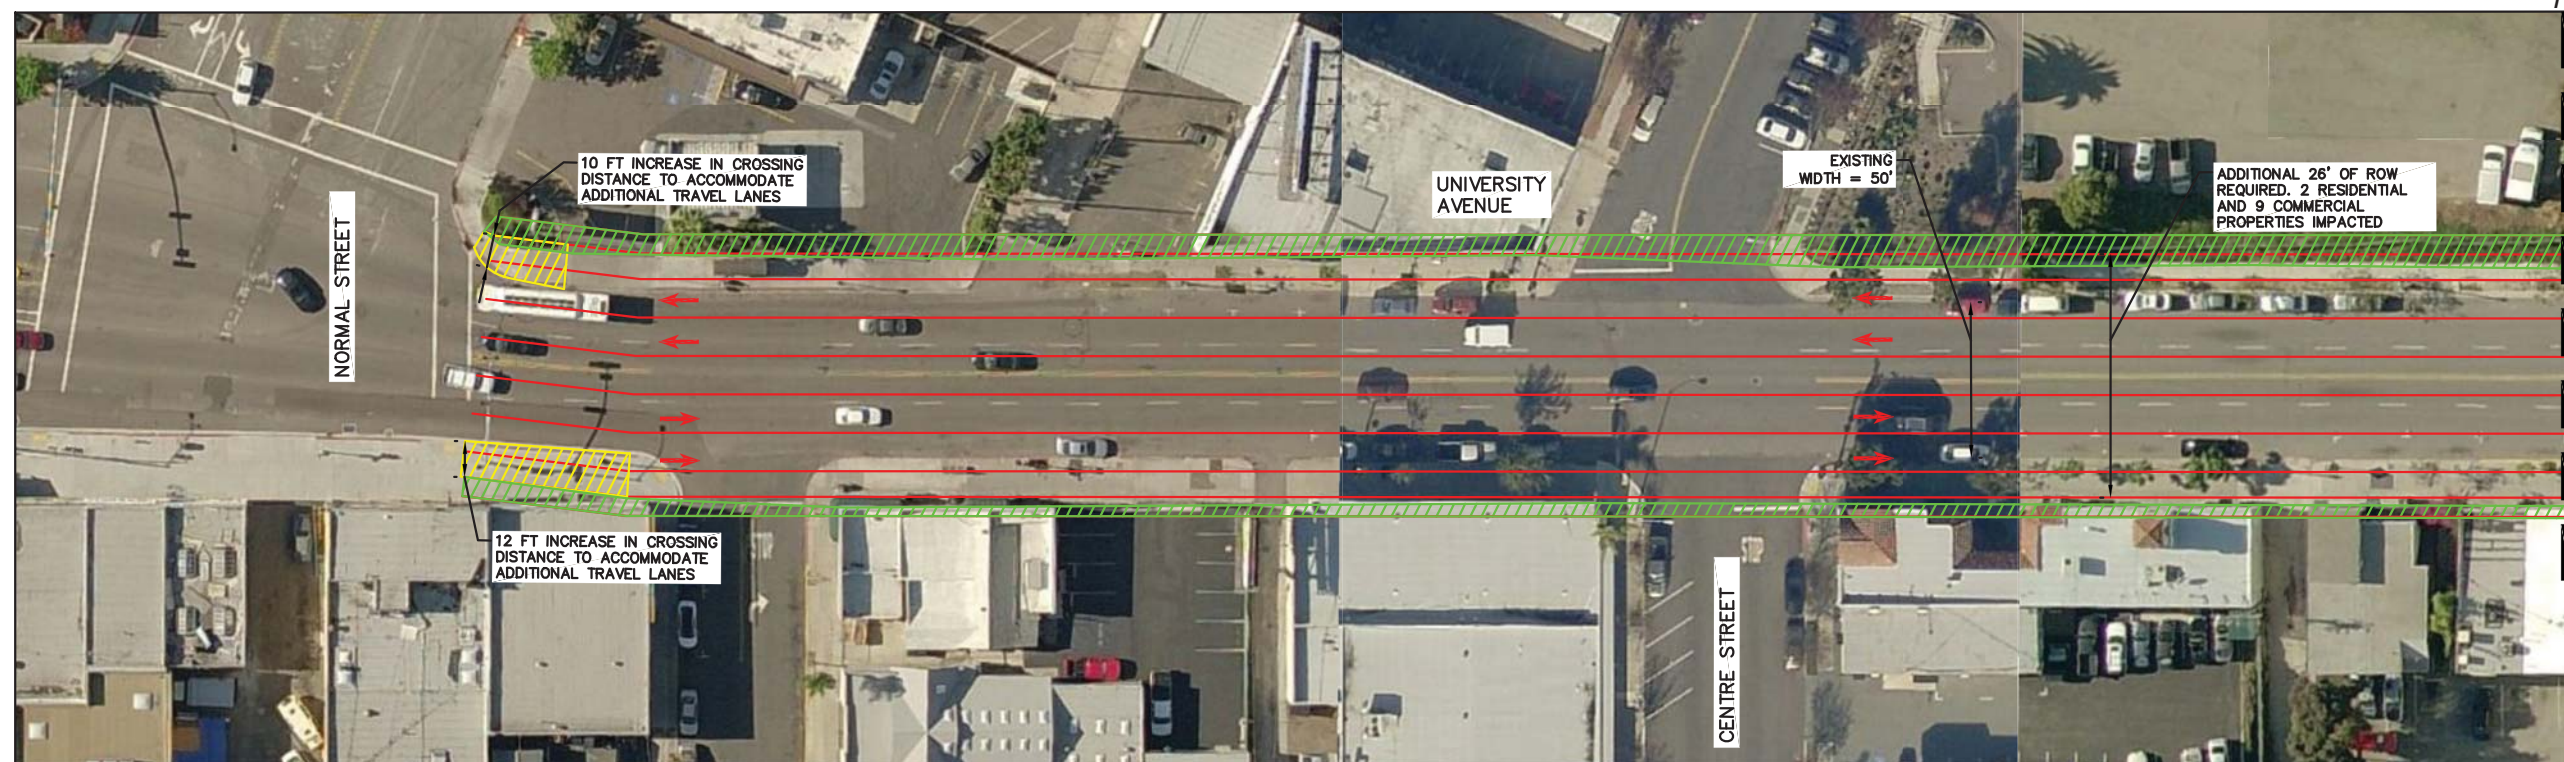 10 FT INCREASE IN CROSSING
DISTANCE TO ACCOMMODATE
ADDITIONAL TRAVEL LANES
NORMAL STREET
UNIVERSITY
AVENUE
EXISTING
WIDTH = 50'
ADDITIONAL 26' OF ROW
REQUIRED. 2 RESIDENTIAL
AND 9 COMMERCIAL
PROPERTIES IMPACTED
12 FT INCREASE IN CROSSING
DISTANCE TO ACCOMMODATE
ADDITIONAL TRAVEL LANES
CENTRE STREET